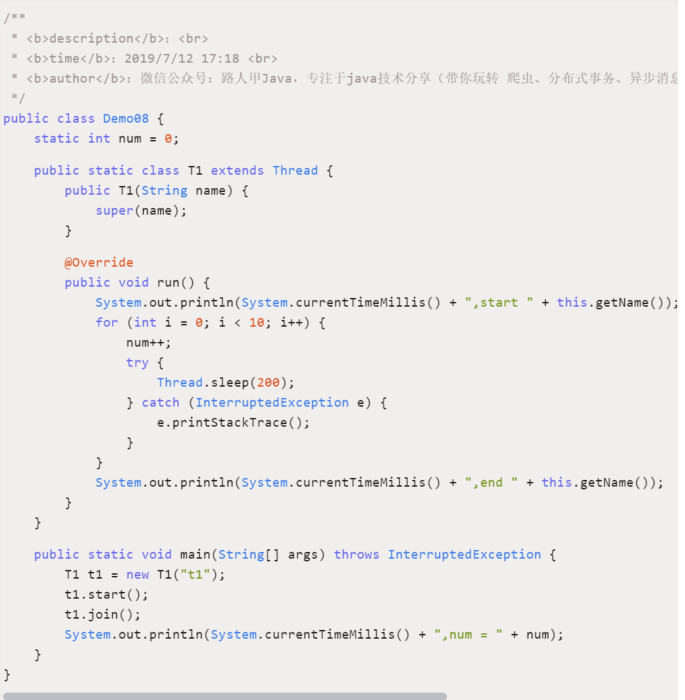 /**
 * <b>description</b>: <br>
 * <b>time</b>: 2019/7/12 17:18 <br>
 * <b>author</b>: 微信公众号：路人甲Java，专注于java技术分享（带你玩转 爬虫、分布式事务、异步消息
 */
public class Demo08 {
    static int num = 0;

    public static class T1 extends Thread {
        public T1(String name) {
            super(name);
        }

        @Override
        public void run() {
            System.out.println(System.currentTimeMillis() + ",start " + this.getName());
            for (int i = 0; i < 10; i++) {
                num++;
                try {
                    Thread.sleep(200);
                } catch (InterruptedException e) {
                    e.printStackTrace();
                }
            }
            System.out.println(System.currentTimeMillis() + ",end " + this.getName());
        }
    }

    public static void main(String[] args) throws InterruptedException {
        T1 t1 = new T1("t1");
        t1.start();
        t1.join();
        System.out.println(System.currentTimeMillis() + ",num = " + num);
    }
}